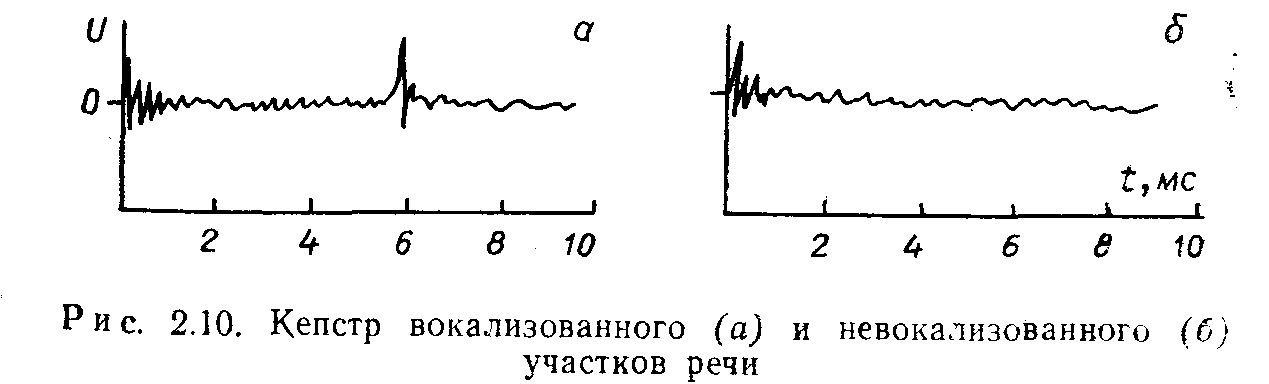 U а б
0
t, мс
2 4 6 8 10 2 4 6 8 10
Рис. 2.10. Кепстр вокализованного (а) и невокализованного (б)
участков речи